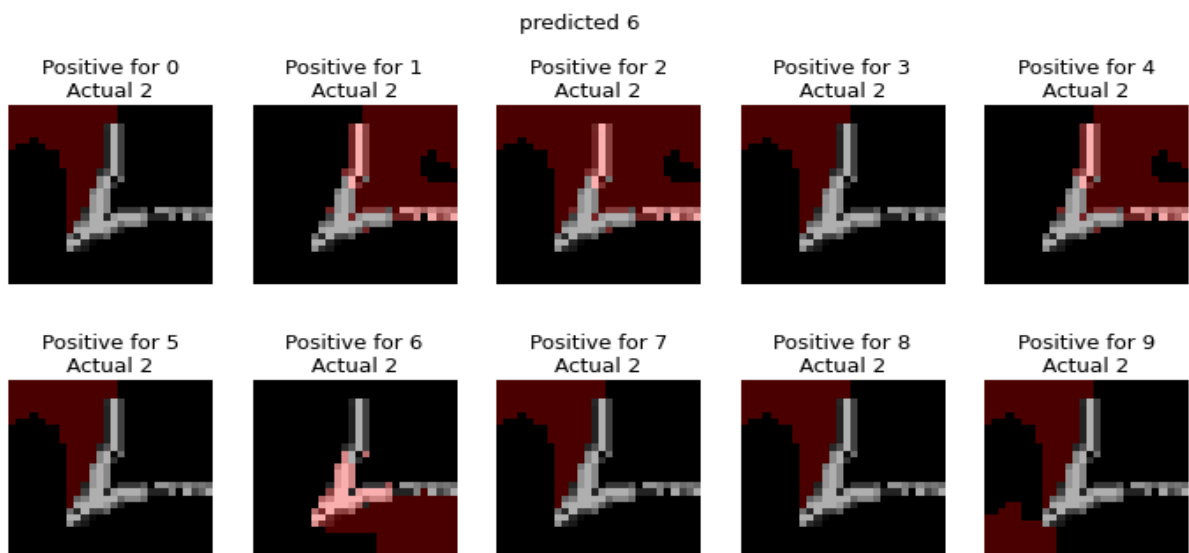 predicted 6
Positive for 0
Actual 2
Positive for 1
Actual 2
Positive for 2
Actual 2
Positive for 3
Actual 2
Positive for 4
Actual 2
Positive for 5
Actual 2
Positive for 6
Actual 2
Positive for 7
Actual 2
Positive for 8
Actual 2
Positive for 9
Actual 2